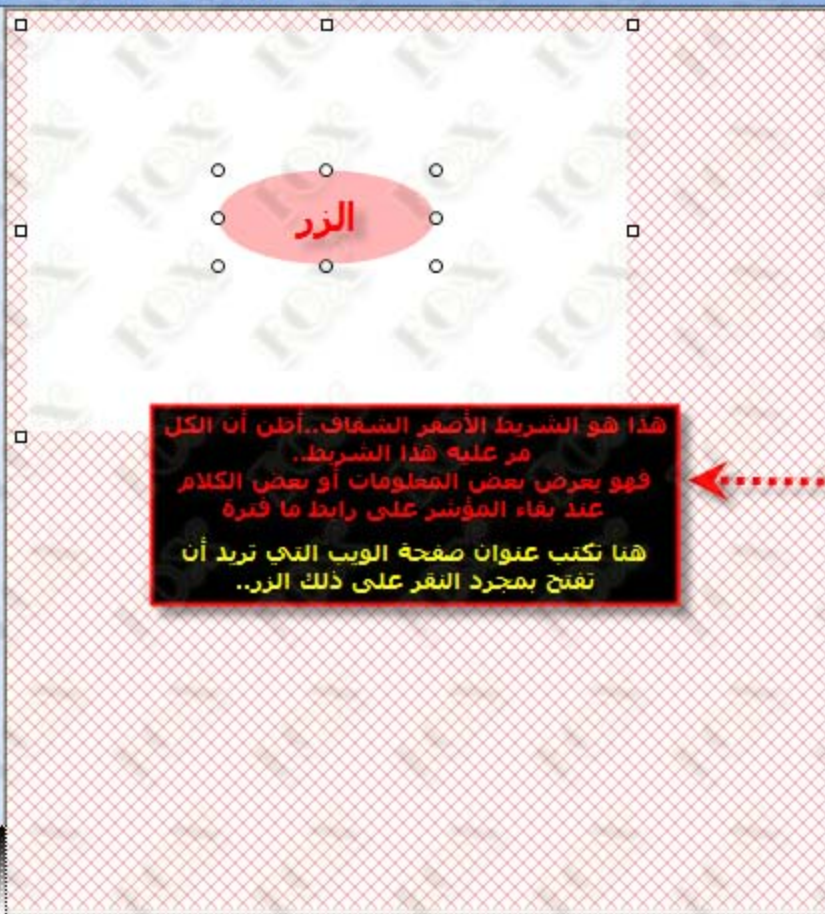 الزر
هذا هو الشريط الأصفر الشفاف..أظن أن الكل
مر عليه هذا الشريط..
فهو يعرض بعض المعلومات أو بعض الكلام
عند بقاء المؤشر على رابط ما فترة
هنا تكتب عنوان صفحة الويب التي تريد أن
تفتح بمجرد النقر على ذلك الزر..
FOX